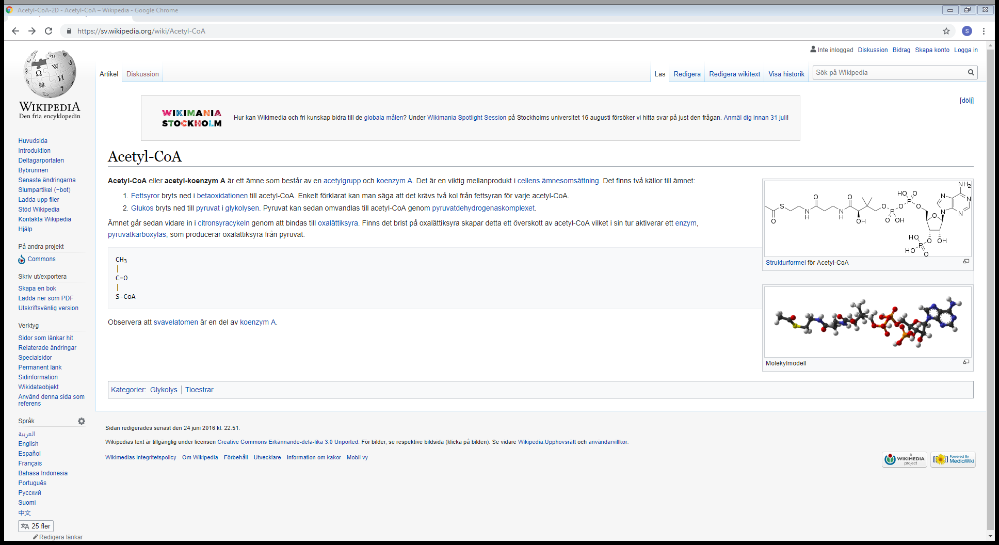 Acetyl-CoA-2D - Acetyl-CoA – Wikipedia - Google Chrome
https://sv.wikipedia.org/wiki/Acetyl-CoA
S
Inte inloggad Diskussion Bidrag Skapa konto Logga in
Artikel Diskussion Läs Redigera Redigera wikitext Visa historik Sök på Wikipedia
WIKIPEDIA
Den fria encyklopedin
Huvudsida
Introduktion
Deltagarportalen
Bybrunnen
Senaste ändringarna
Slumpartikel (−bot)
Ladda upp filer
Stöd Wikipedia
Kontakta Wikipedia
Hjälp
På andra projekt
Commons
Skriv ut/exportera
Skapa en bok
Ladda ner som PDF
Utskriftsvänlig version
Verktyg
Sidor som länkar hit
Relaterade ändringar
Specialsidor
Permanent länk
Sidinformation
Wikidataobjekt
Använd denna sida som
referens
Språk
العربية
English
Español
Français
Bahasa Indonesia
Português
Русский
Suomi
中文
25 fler
Redigera länkar
[dölj]
WIKIMANIA
STOCKHOLM
Hur kan Wikimedia och fri kunskap bidra till de globala målen? Under Wikimania Spotlight Session på Stockholms universitet 16 augusti försöker vi hitta svar på just den frågan. Anmäl dig innan 31 juli!
Acetyl-CoA
Acetyl-CoA eller acetyl-koenzym A är ett ämne som består av en acetylgrupp och koenzym A. Det är en viktig mellanprodukt i cellens ämnesomsättning. Det finns två källor till ämnet:
1. Fettsyror bryts ned i betaoxidationen till acetyl-CoA. Enkelt förklarat kan man säga att det krävs två kol från fettsyran för varje acetyl-CoA.
2. Glukos bryts ned till pyruvat i glykolysen. Pyruvat kan sedan omvandlas till acetyl-CoA genom pyruvatdehydrogenaskomplexet.
Ämnet går sedan vidare in i citronsyracykeln genom att bindas till oxalättiksyra. Finns det brist på oxalättiksyra skapar detta ett överskott av acetyl-CoA vilket i sin tur aktiverar ett enzym,
pyruvatkarboxylas, som producerar oxalättiksyra från pyruvat.
CH3
|
C=O
|
S-CoA
Observera att svavelatomen är en del av koenzym A.
NH2
HO O N N
O O P
S O O O P O O N N
O N H N H OH O OH O
HO O OH
HO P O
Strukturformel för Acetyl-CoA
Molekylmodell
Kategorier: Glykolys | Tioestrar
Sidan redigerades senast den 24 juni 2016 kl. 22.51.
Wikipedias text är tillgänglig under licensen Creative Commons Erkännande-dela-lika 3.0 Unported. För bilder, se respektive bildsida (klicka på bilden). Se vidare Wikipedia:Upphovsrätt och användarvillkor.
Wikimedias integritetspolicy Om Wikipedia Förbehåll Utvecklare Information om kakor Mobil vy
a
WIKIMEDIA
project
Powered By
MediaWiki